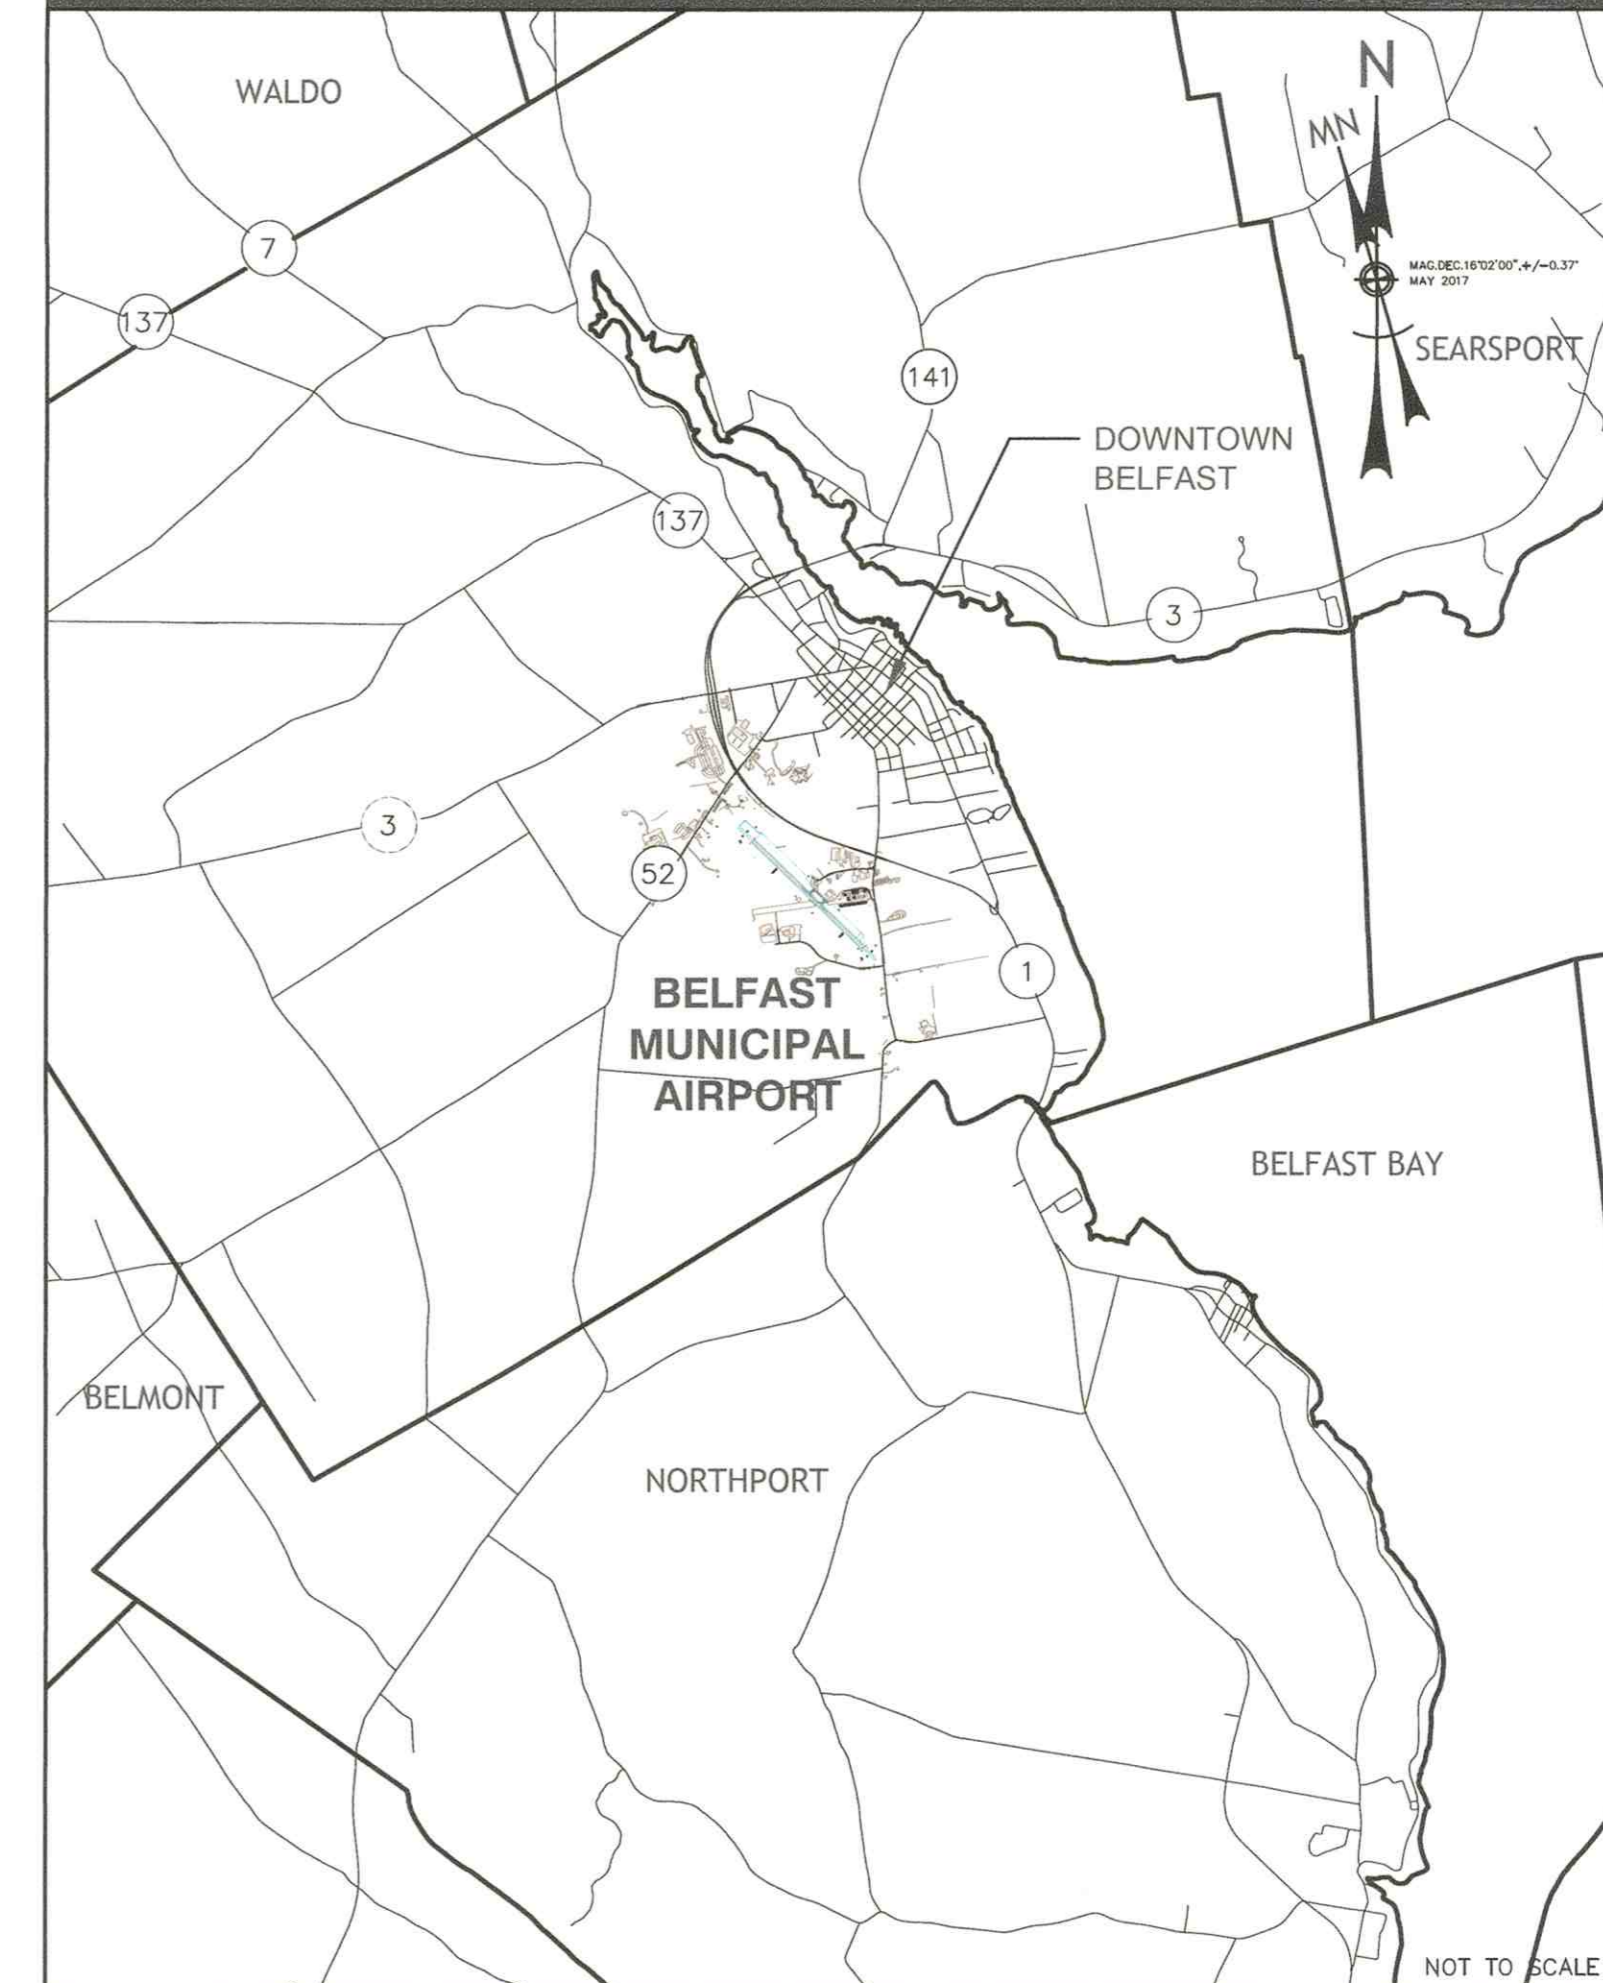 WALDO
N
MN
7
137
MAG.DEC.16°02'00",+/-0.37°
MAY 2017
SEARSPORT
141
DOWNTOWN
BELFAST
137
3
3
52
1
BELFAST
MUNICIPAL
AIRPORT
BELFAST BAY
BELMONT
NORTHPORT
NOT TO SCALE